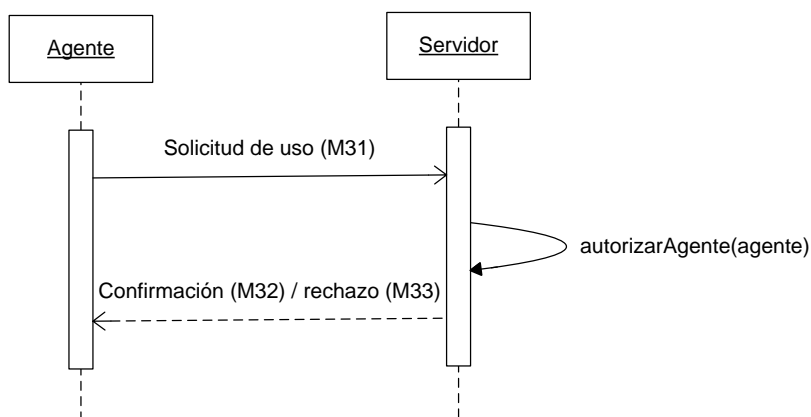 Agente
Servidor
Solicitud de uso (M31)
autorizarAgente(agente)
Confirmación (M32) / rechazo (M33)